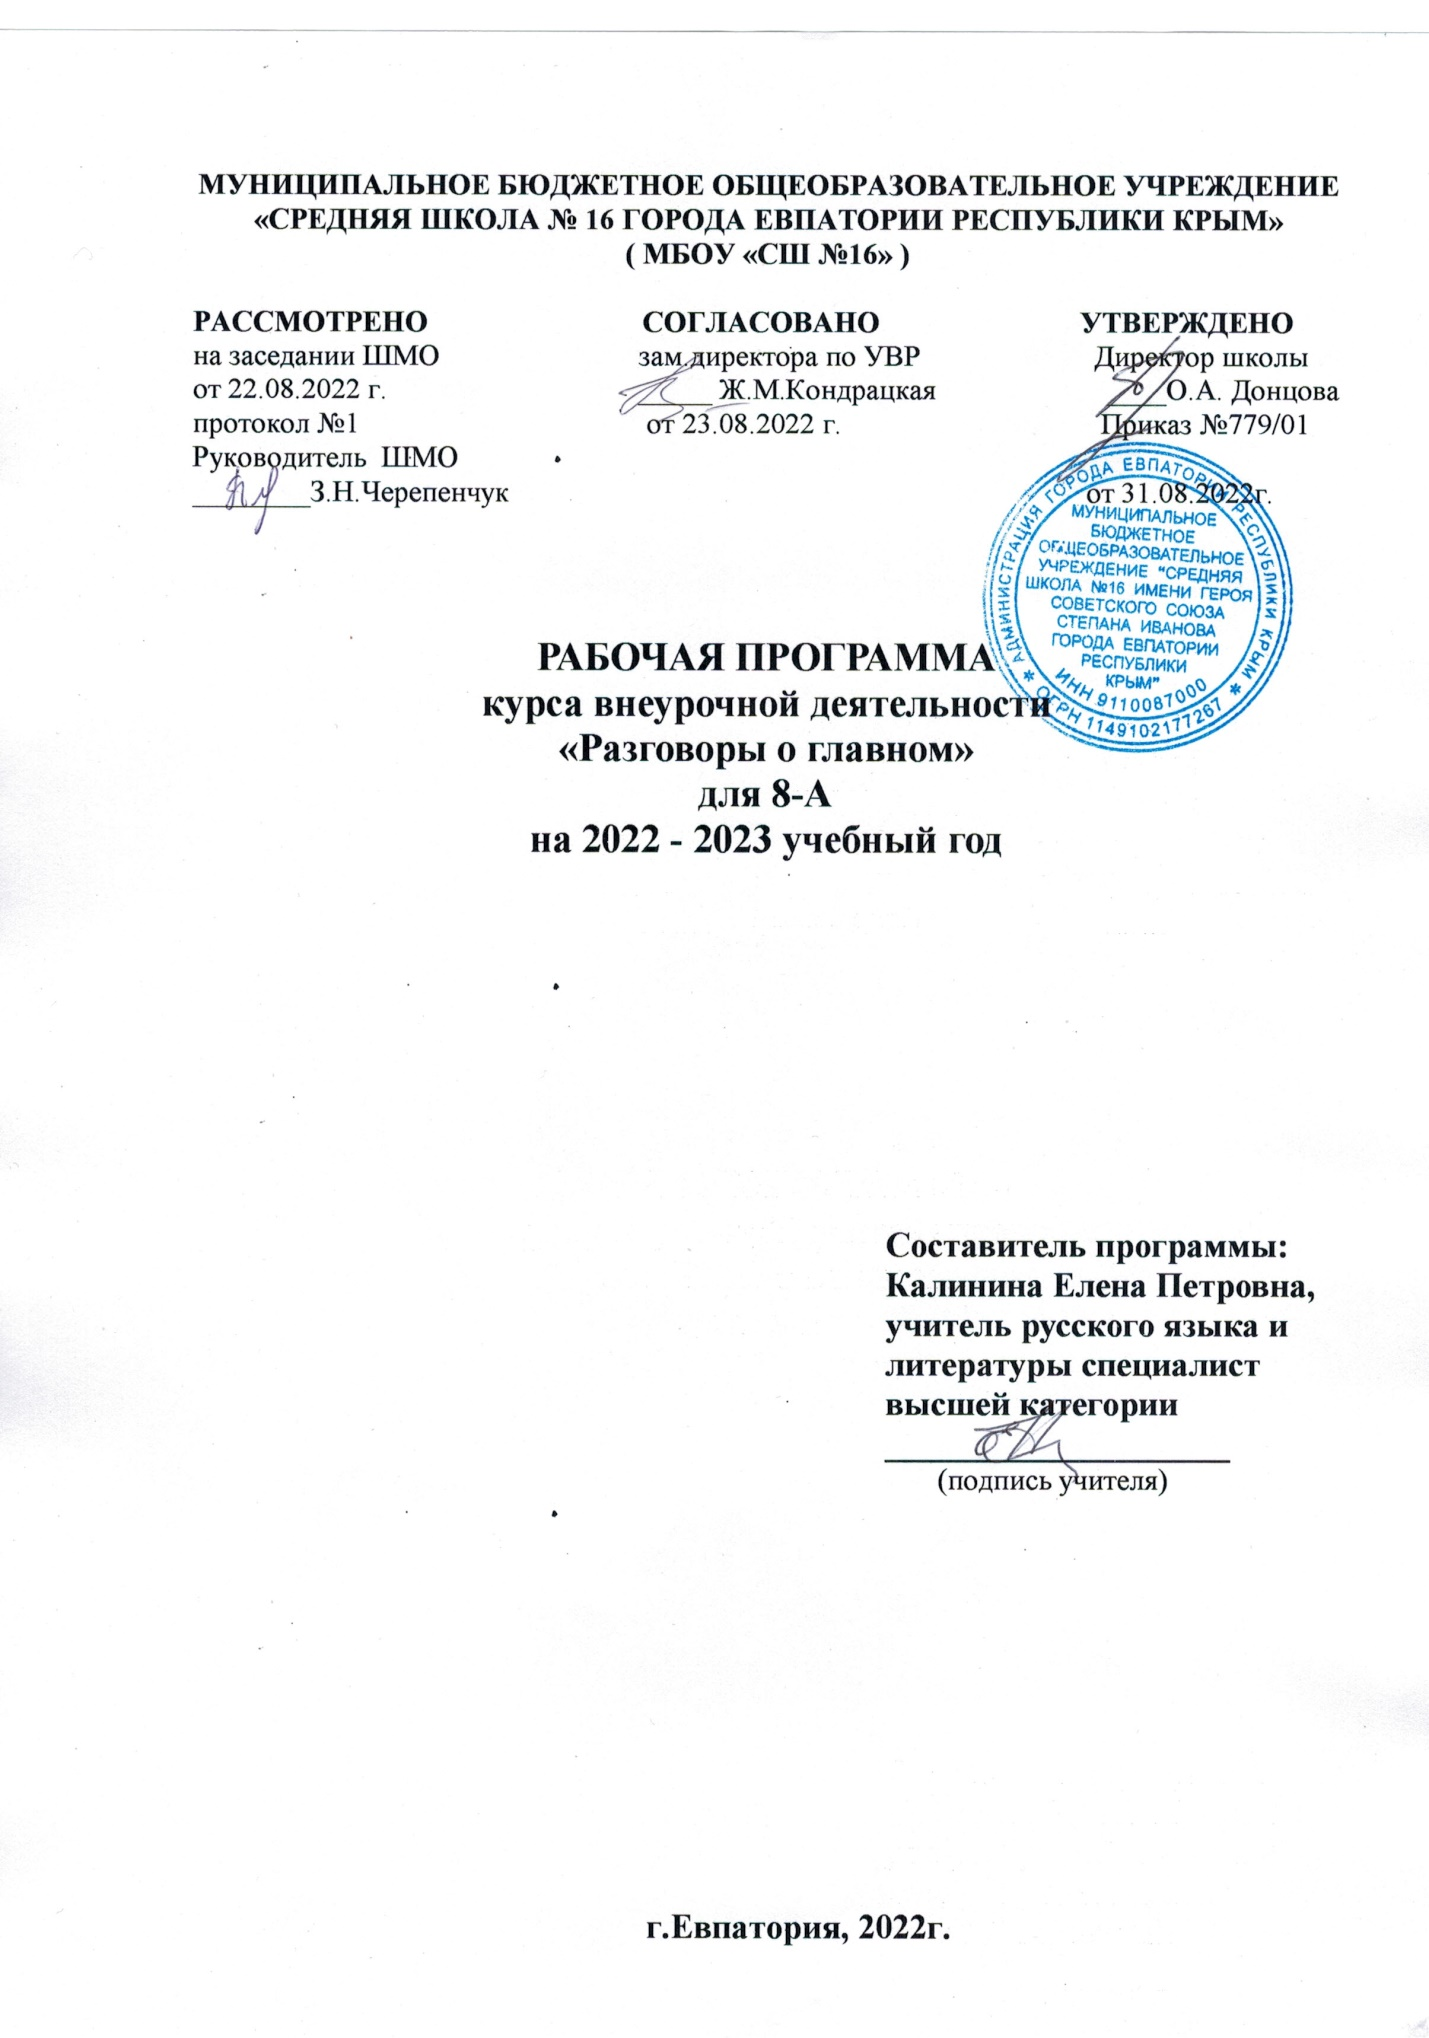 МУНИЦИПАЛЬНОЕ БЮДЖЕТНОЕ ОБЩЕОБРАЗОВАТЕЛЬНОЕ УЧРЕЖДЕНИЕ
«СРЕДНЯЯ ШКОЛА № 16 ГОРОДА ЕВПАТОРИИ РЕСПУБЛИКИ КРЫМ»
( МБОУ «СШ №16» )
РАССМОТРЕНО
на заседании ШМО
от 22.08.2022 г.
протокол №1
Руководитель ШМО
________З.Н.Черепенчук
СОГЛАСОВАНО
зам.директора по УВР
_____ Ж.М.Кондрацкая
от 23.08.2022 г.
УТВЕРЖДЕНО
Директор школы
____О.А. Донцова
Приказ №779/01
от 31.08.2022г.
АДМИНИСТРАЦИЯ ГОРОДА ЕВПАТОРИИ РЕСПУБЛИКИ КРЫМ
МУНИЦИПАЛЬНОЕ
БЮДЖЕТНОЕ
ОБЩЕОБРАЗОВАТЕЛЬНОЕ
УЧРЕЖДЕНИЕ "СРЕДНЯЯ
ШКОЛА №16 ИМЕНИ ГЕРОЯ
СОВЕТСКОГО СОЮЗА
СТЕПАНА ИВАНОВА
ГОРОДА ЕВПАТОРИИ
РЕСПУБЛИКИ
КРЫМ"
ИНН 9110087000
ОГРН 1149102177267
РАБОЧАЯ ПРОГРАММА
курса внеурочной деятельности
«Разговоры о главном»
для 8-А
на 2022 - 2023 учебный год
Составитель программы:
Калинина Елена Петровна,
учитель русского языка и
литературы специалист
высшей категории
(подпись учителя)
г.Евпатория, 2022г.